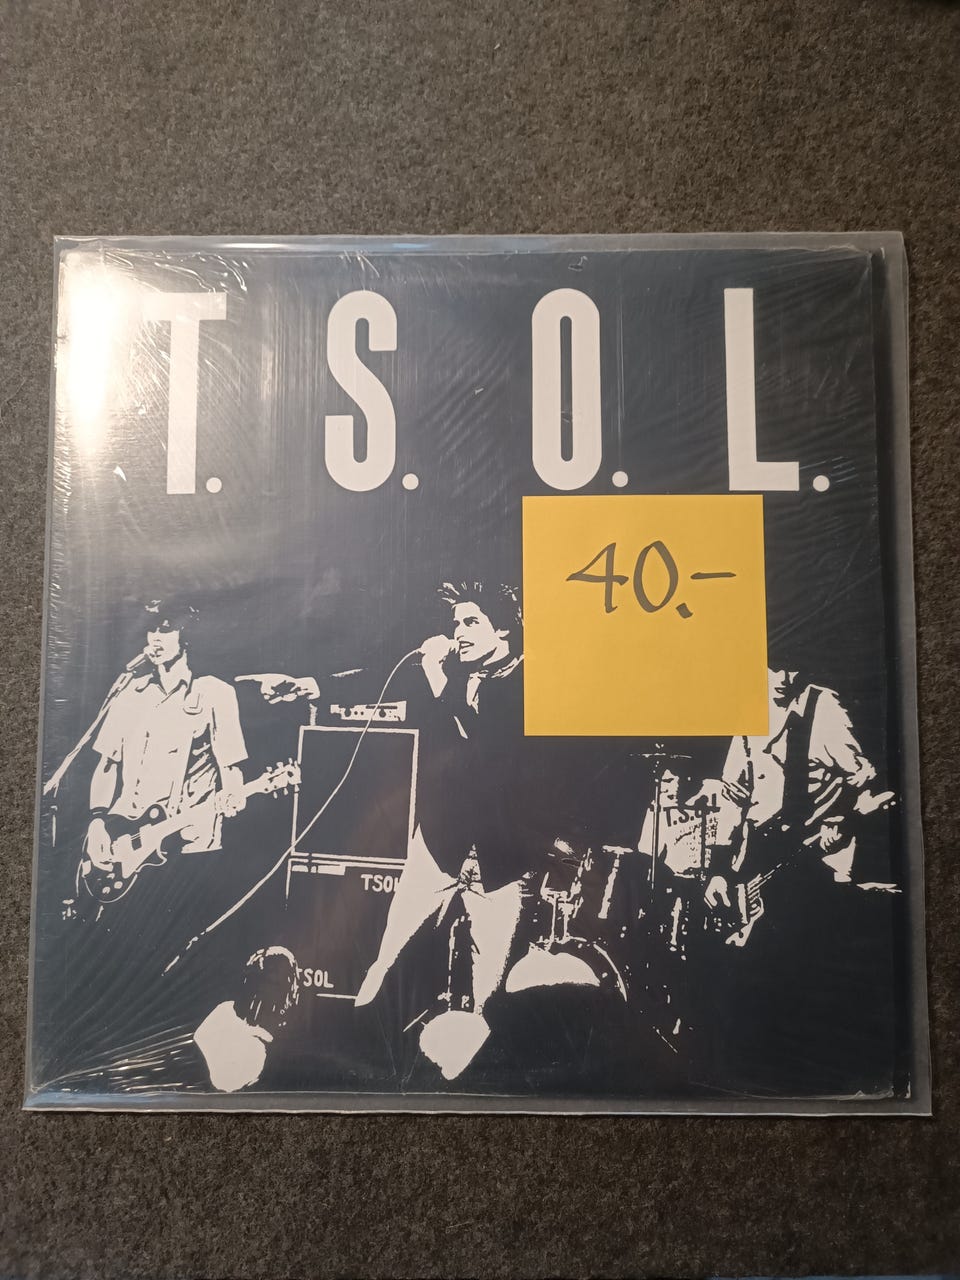 T. S. O. L.
40.-
T.S.O.L
TSOL
TSOL